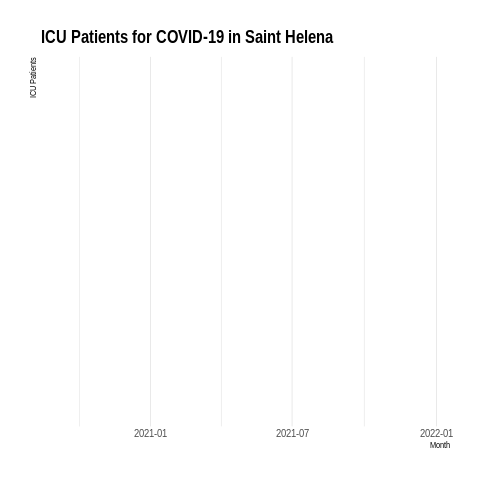 ICU Patients for COVID-19 in Saint Helena
ICU Patients
2021-01 2021-07 2022-01
Month